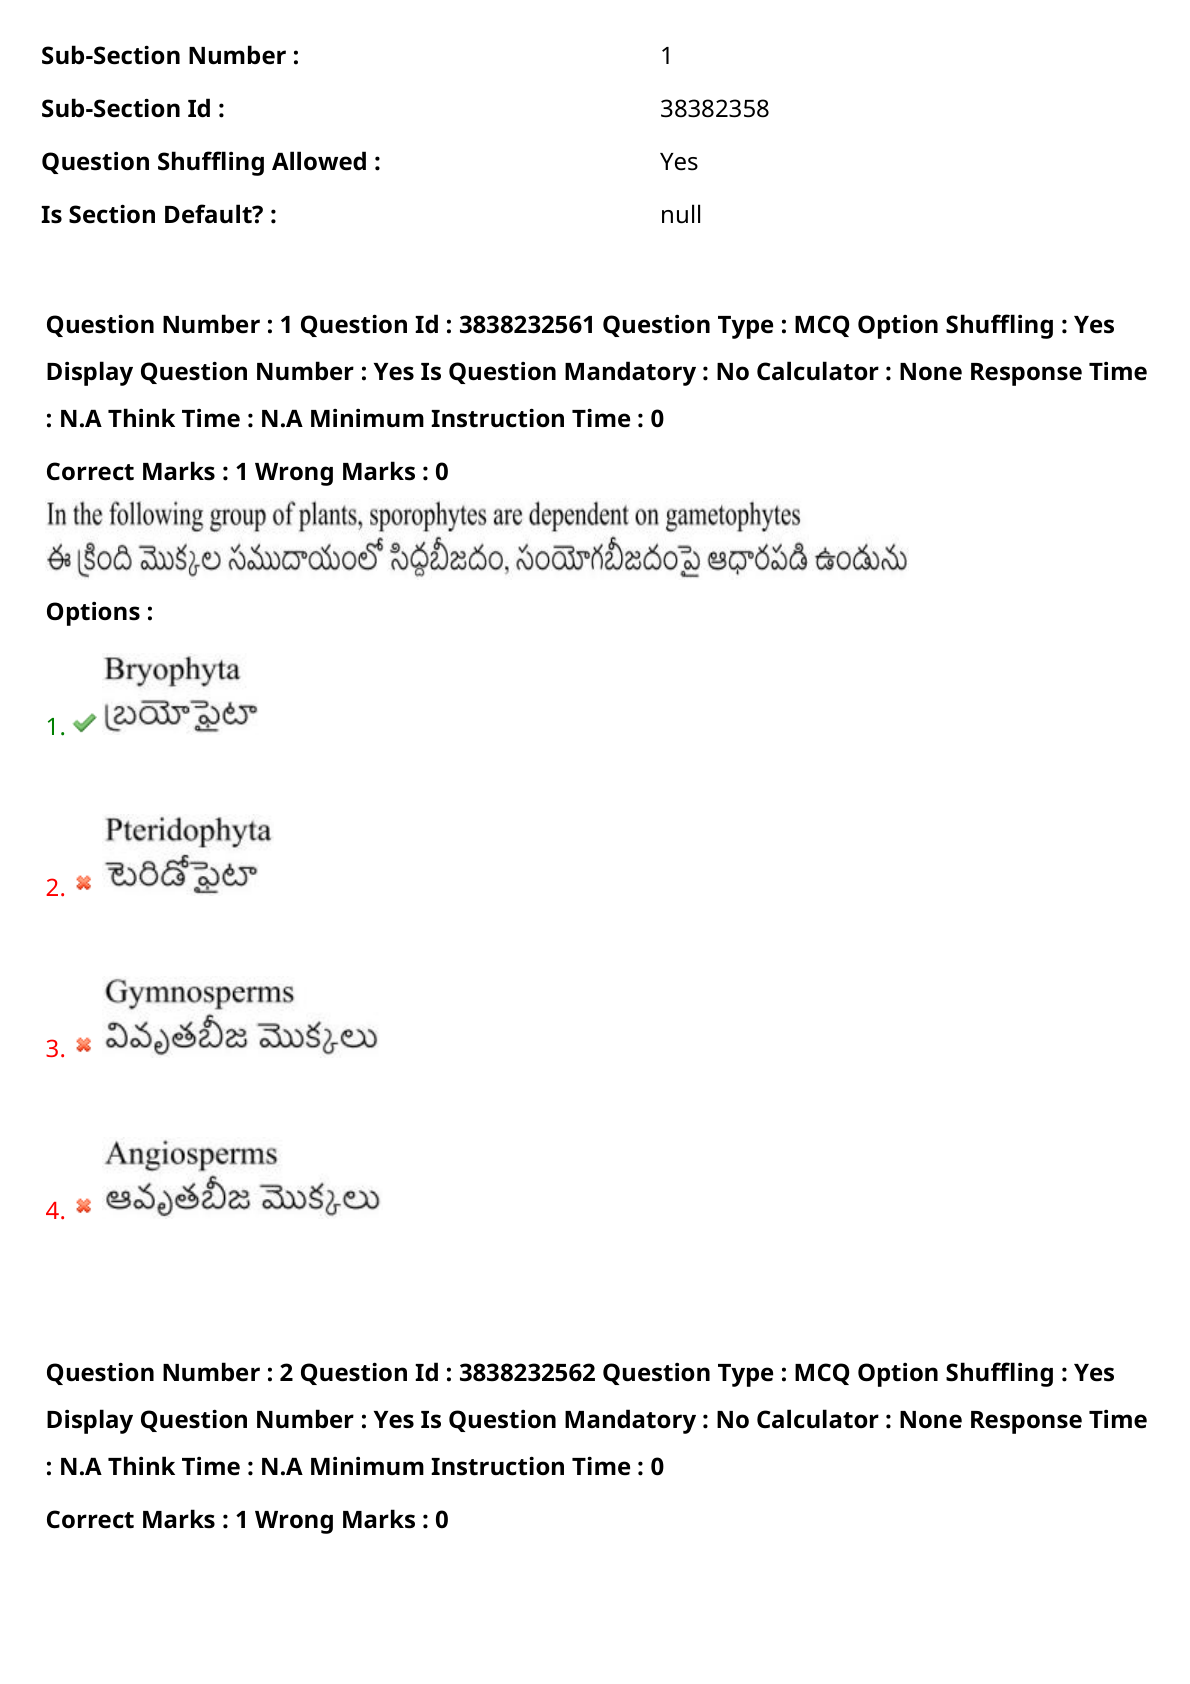 Sub-Section Number : 1
Sub-Section Id : 38382358
Question Shuffling Allowed : Yes
Is Section Default? : null
Question Number : 1 Question Id : 3838232561 Question Type : MCQ Option Shuffling : Yes
Display Question Number : Yes Is Question Mandatory : No Calculator : None Response Time
: N.A Think Time : N.A Minimum Instruction Time : 0
Correct Marks : 1 Wrong Marks : 0
In the following group of plants, sporophytes are dependent on gametophytes
ఈ క్రింది మొక్కల సముదాయంలో సిద్దబీజదం, సంయోగబీజదంపై ఆధారపడి ఉండును
Options :
Bryophyta
1. బ్రయోఫైటా
Pteridophyta
2. టెరిడోఫైటా
Gymnosperms
3. వివృతబీజ మొక్కలు
Angiosperms
4. ఆవృతబీజ మొక్కలు
Question Number : 2 Question Id : 3838232562 Question Type : MCQ Option Shuffling : Yes
Display Question Number : Yes Is Question Mandatory : No Calculator : None Response Time
: N.A Think Time : N.A Minimum Instruction Time : 0
Correct Marks : 1 Wrong Marks : 0